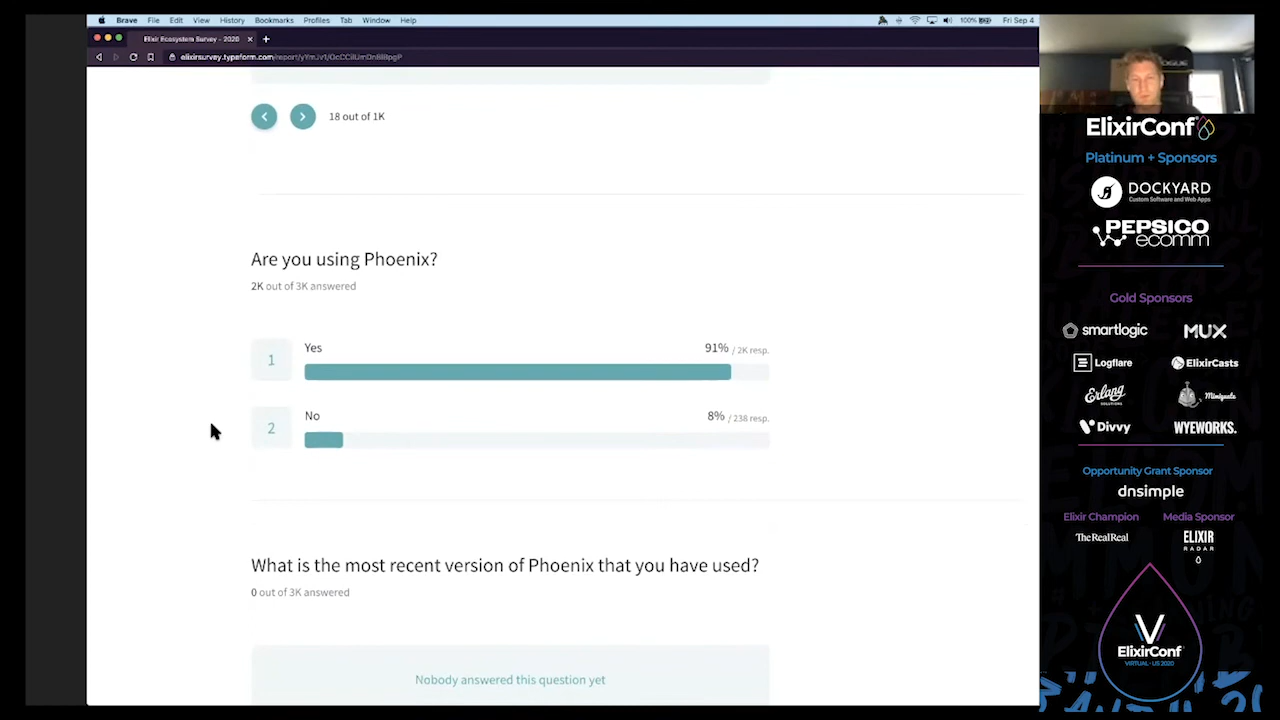 Brave File Edit View History Bookmarks Profiles Tab Window Help 100% Fri Sep 4
Elixir Ecosystem Survey – 2020
elixirsurvey.typeform.com
18 out of 1K
Are you using Phoenix?
2K out of 3K answered
1 Yes 91% / 2K resp.
2 No 8% / 238 resp.
What is the most recent version of Phoenix that you have used?
0 out of 3K answered
Nobody answered this question yet
ElixirConf
Platinum + Sponsors
DOCKYARD
Custom Software and Web Apps
PEPSICO
ecomm
Gold Sponsors
smartlogic MUX
Logflare ElixirCasts
Erlang SOLUTIONS Miniquote
Divvy WYEWORKS.
Opportunity Grant Sponsor
dnsimple
Elixir Champion Media Sponsor
TheRealReal ELIXIR RADAR
V
ElixirConf
VIRTUAL - US 2020